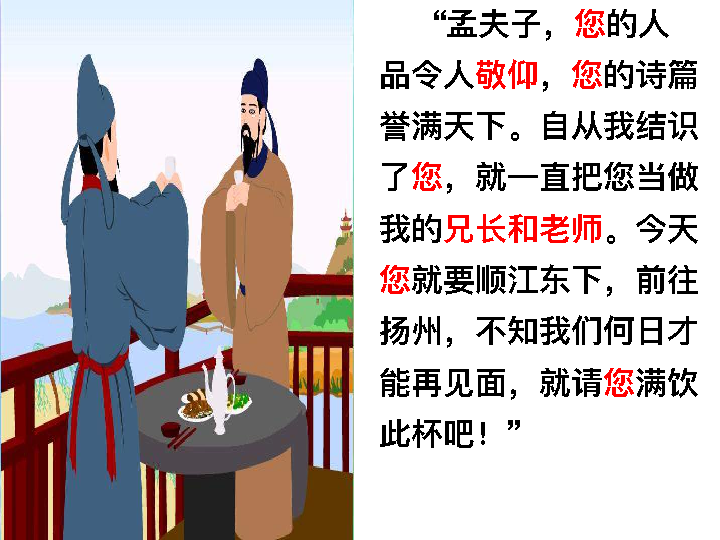 “孟夫子，您的人
品令人敬仰，您的诗篇
誉满天下。自从我结识
了您，就一直把您当做
我的兄长和老师。今天
您就要顺江东下，前往
扬州，不知我们何日才
能再见面，就请您满饮
此杯吧！”